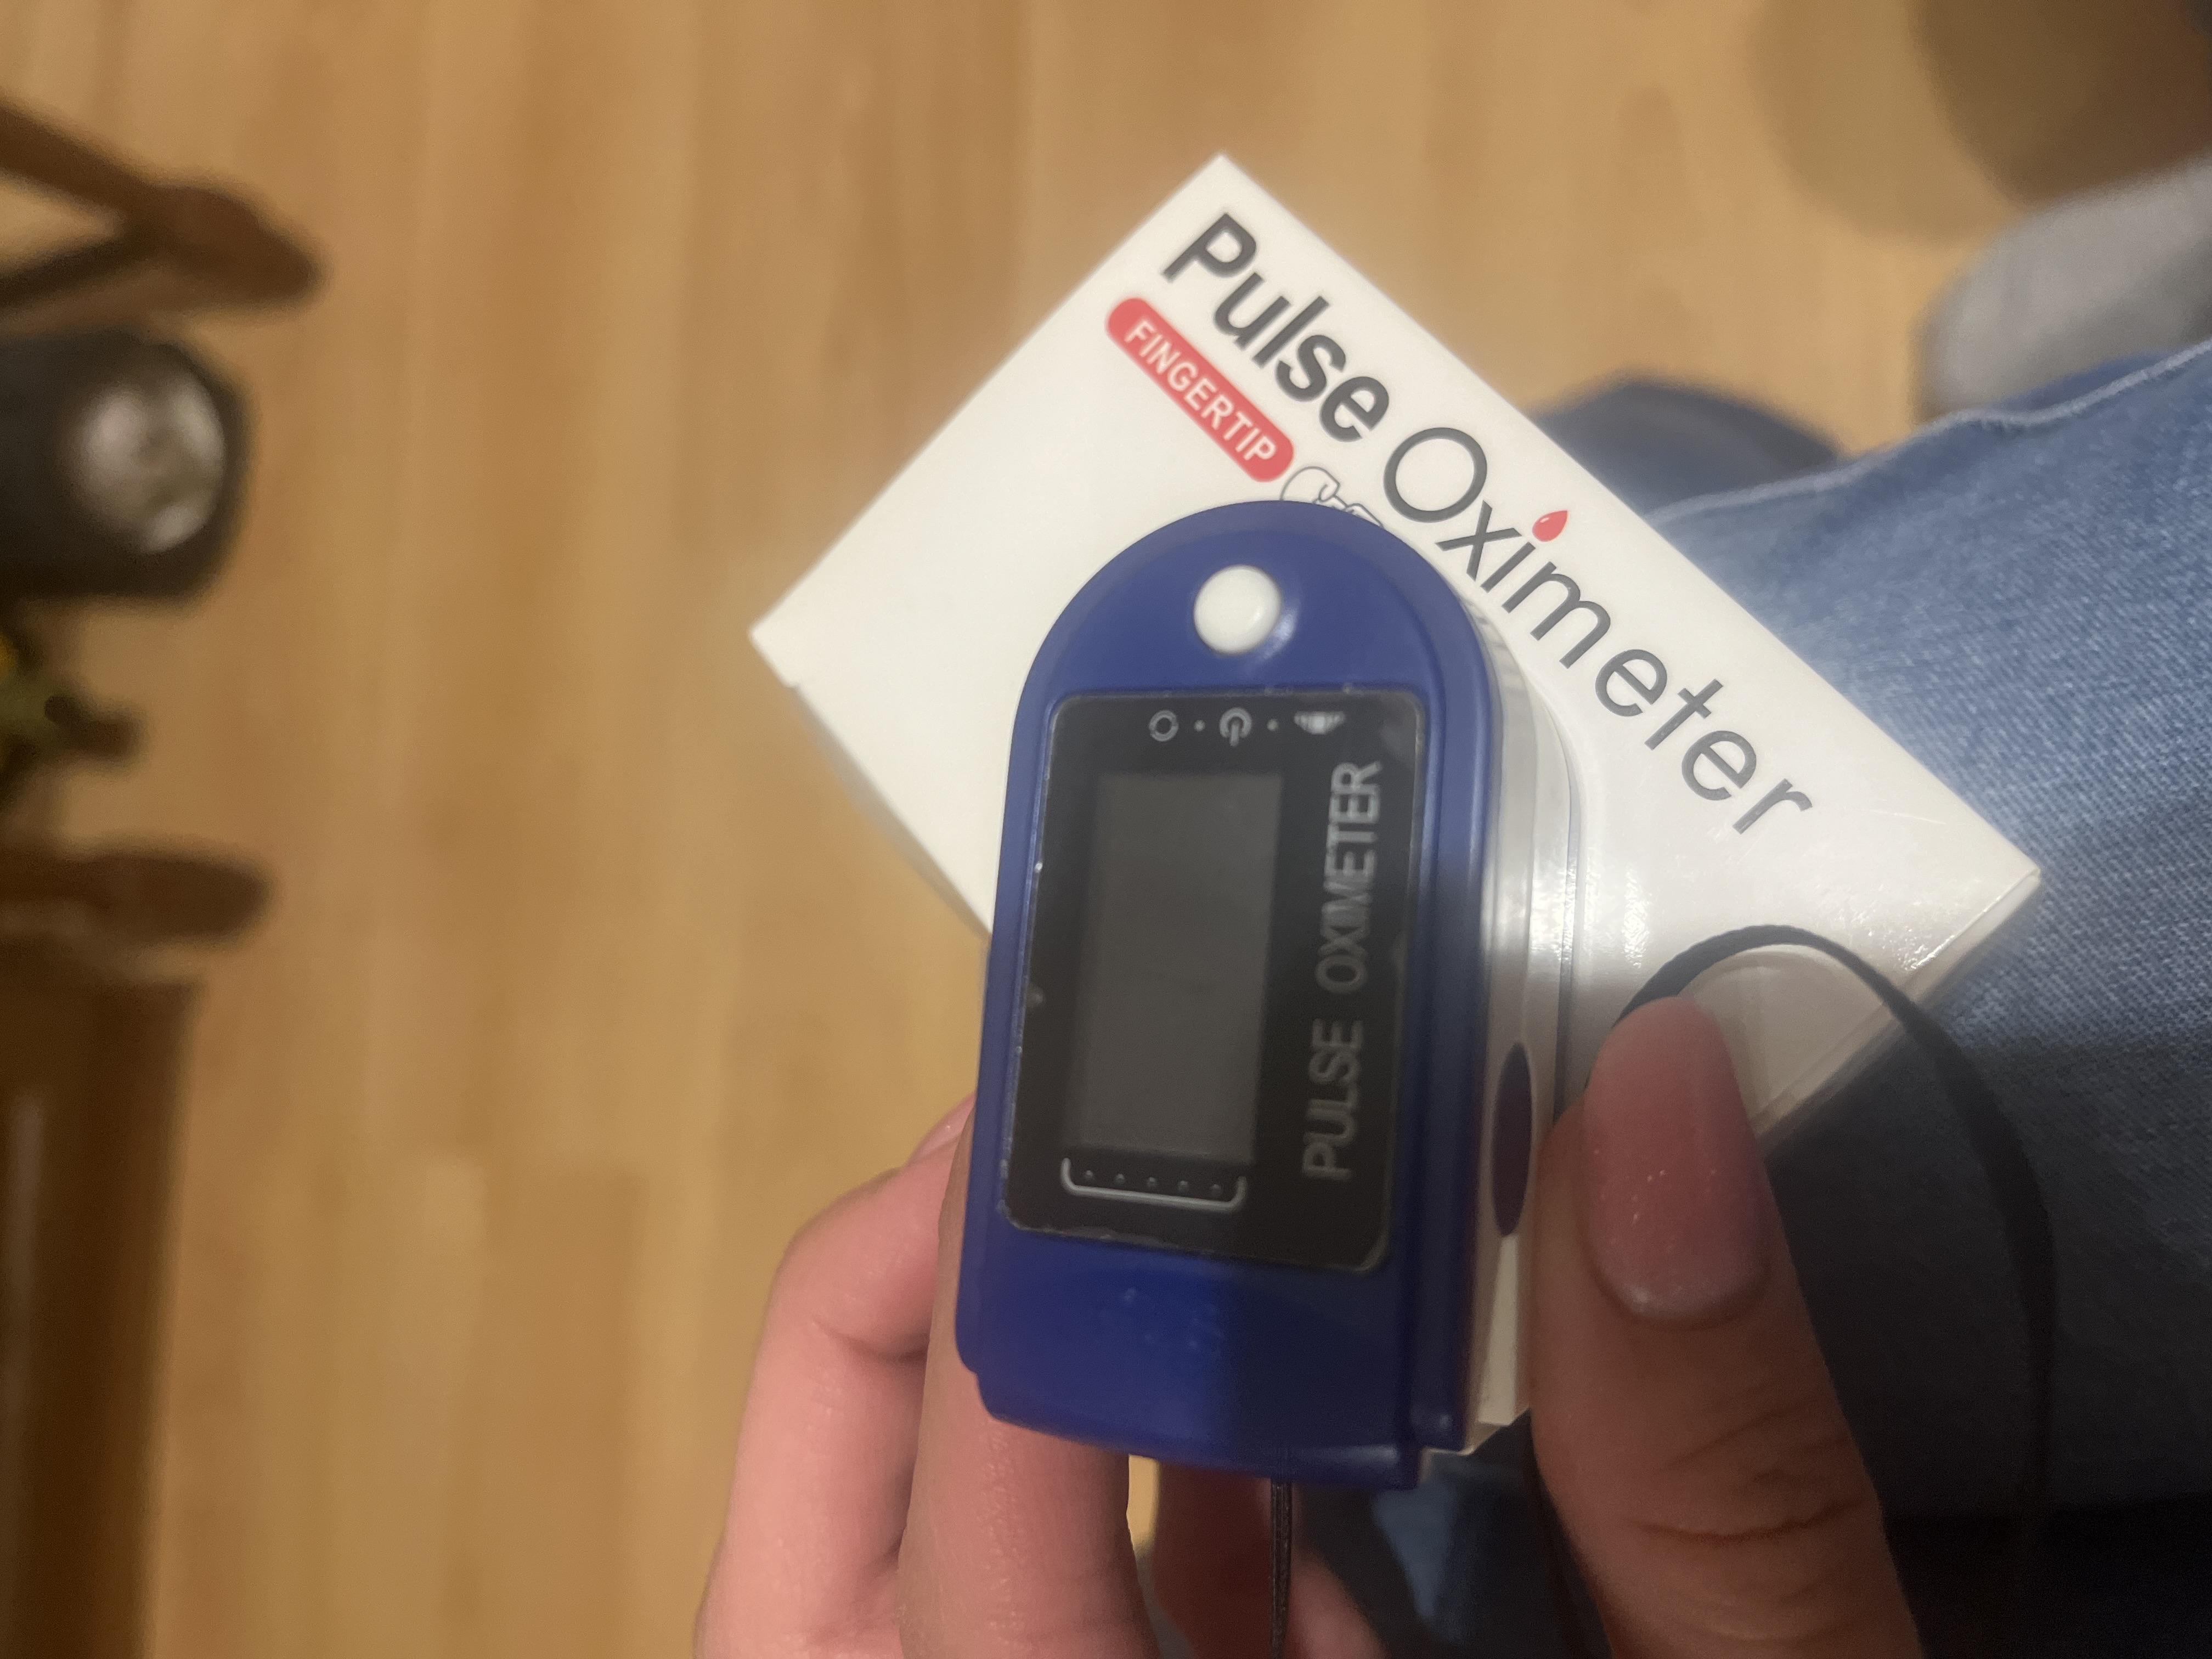 Pulse Oximeter
FINGERTIP
PULSE OXIMETER